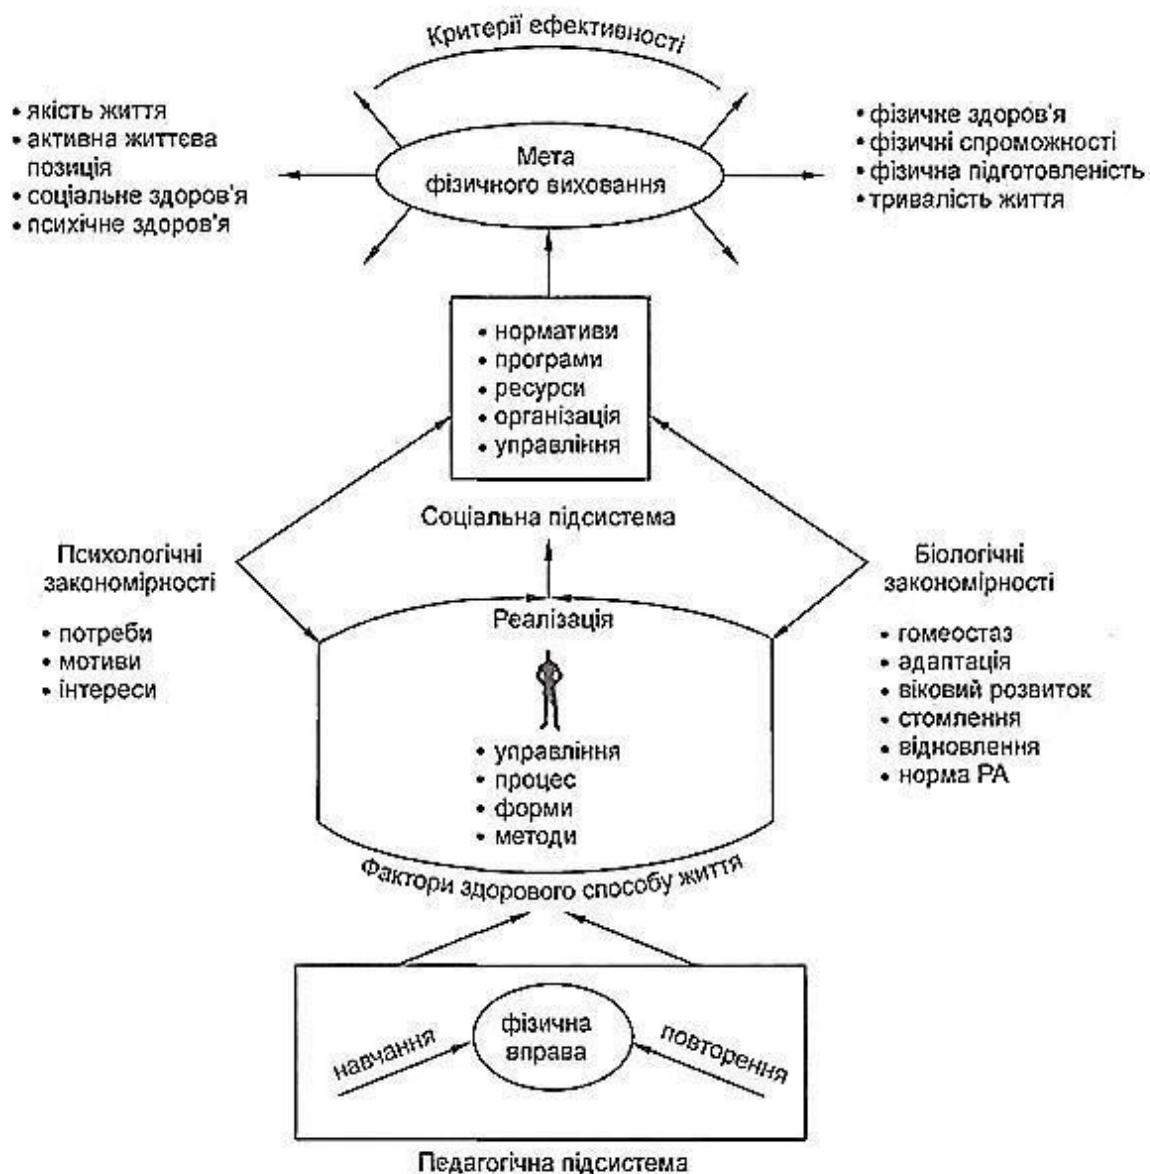 Критерії ефективності
• якість життя
• активна життєва
позиція
• соціальне здоров'я
• психічне здоров'я
Мета
фізичного виховання
• фізичне здоров'я
• фізичні спроможності
• фізична підготовленість
• тривалість життя
• нормативи
• програми
• ресурси
• організація
• управління
Соціальна підсистема
Психологічні
закономірності
• потреби
• мотиви
• інтереси
Біологічні
закономірності
• гомеостаз
• адаптація
• віковий розвиток
• стомлення
• відновлення
• норма РА
Реалізація
• управління
• процес
• форми
• методи
Фактори здорового способу життя
навчання
фізична
вправа
повторення
Педагогічна підсистема